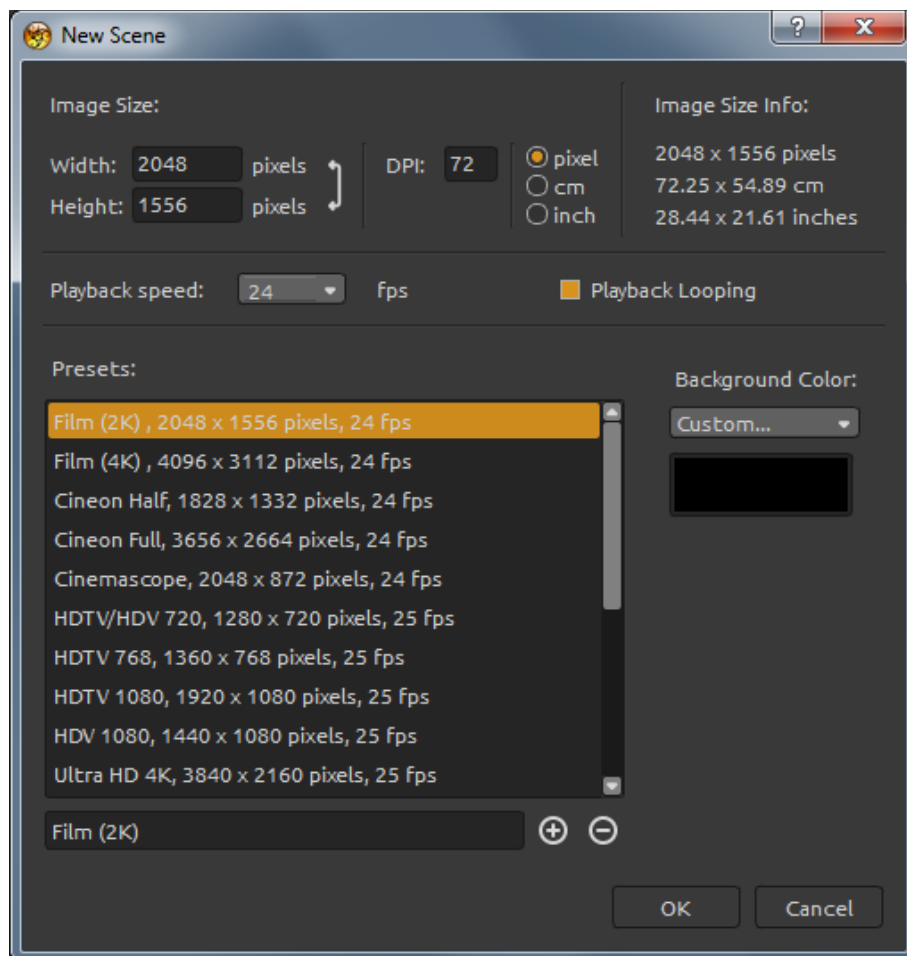 New Scene
?
X
Image Size:
Width: 2048 pixels
Height: 1556 pixels
DPI: 72
pixel
cm
inch
Image Size Info:
2048 x 1556 pixels
72.25 x 54.89 cm
28.44 x 21.61 inches
Playback speed: 24 fps
Playback Looping
Presets:
Film (2K) , 2048 x 1556 pixels, 24 fps
Film (4K) , 4096 x 3112 pixels, 24 fps
Cineon Half, 1828 x 1332 pixels, 24 fps
Cineon Full, 3656 x 2664 pixels, 24 fps
Cinemascope, 2048 x 872 pixels, 24 fps
HDTV/HDV 720, 1280 x 720 pixels, 25 fps
HDTV 768, 1360 x 768 pixels, 25 fps
HDTV 1080, 1920 x 1080 pixels, 25 fps
HDV 1080, 1440 x 1080 pixels, 25 fps
Ultra HD 4K, 3840 x 2160 pixels, 25 fps
Film (2K)
Background Color:
Custom...
OK
Cancel